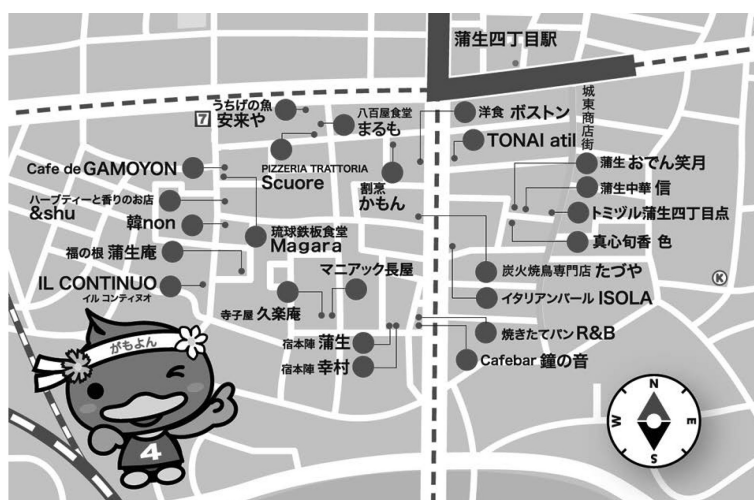 蒲生四丁目駅
城東商店街
うちげの魚
7 安来や
八百屋食堂
まるも
洋食 ボストン
TONAI atil
Cafe de GAMOYON
PIZZERIA TRATTORIA
Scuore
割烹
かもん
蒲生 おでん笑月
蒲生中華 信
トミヅル蒲生四丁目点
真心旬香 色
ハーブティーと香りのお店
&shu
韓non
福の根 蒲生庵
琉球鉄板食堂
Magara
マニアック長屋
炭火焼鳥専門店 たづや
イタリアンバール ISOLA
IL CONTINUO
イル コンティヌオ
寺子屋 久楽庵
宿本陣 蒲生
宿本陣 幸村
焼きたてパン R&B
Cafebar 鐘の音
がもよん
4
K
N
W
E
S